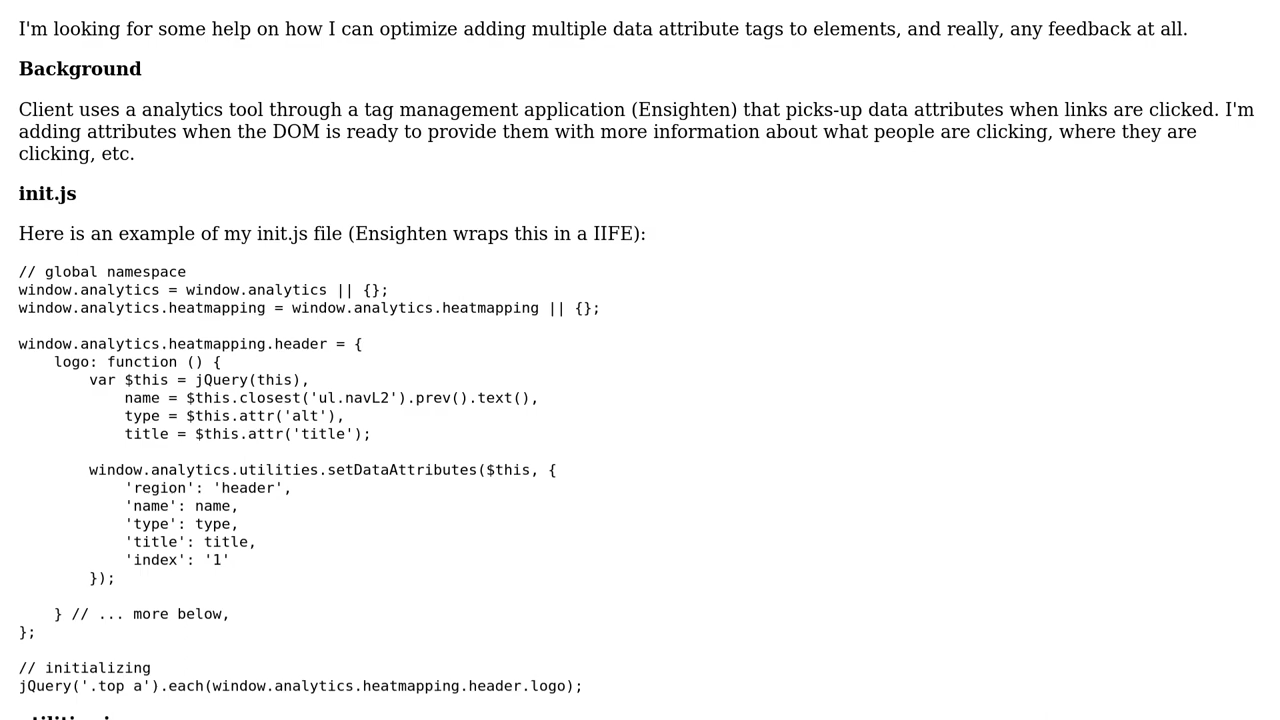 I'm looking for some help on how I can optimize adding multiple data attribute tags to elements, and really, any feedback at all.
Background
Client uses a analytics tool through a tag management application (Ensighten) that picks-up data attributes when links are clicked. I'm
adding attributes when the DOM is ready to provide them with more information about what people are clicking, where they are
clicking, etc.
init.js
Here is an example of my init.js file (Ensighten wraps this in a IIFE):
// global namespace
window.analytics = window.analytics || {};
window.analytics.heatmapping = window.analytics.heatmapping || {};
window.analytics.heatmapping.header = {
    logo: function () {
        var $this = jQuery(this),
            name = $this.closest('ul.navL2').prev().text(),
            type = $this.attr('alt'),
            title = $this.attr('title');
        window.analytics.utilities.setDataAttributes($this, {
            'region': 'header',
            'name': name,
            'type': type,
            'title': title,
            'index': '1'
        });
    } // ... more below,
};
// initializing
jQuery('.top a').each(window.analytics.heatmapping.header.logo);